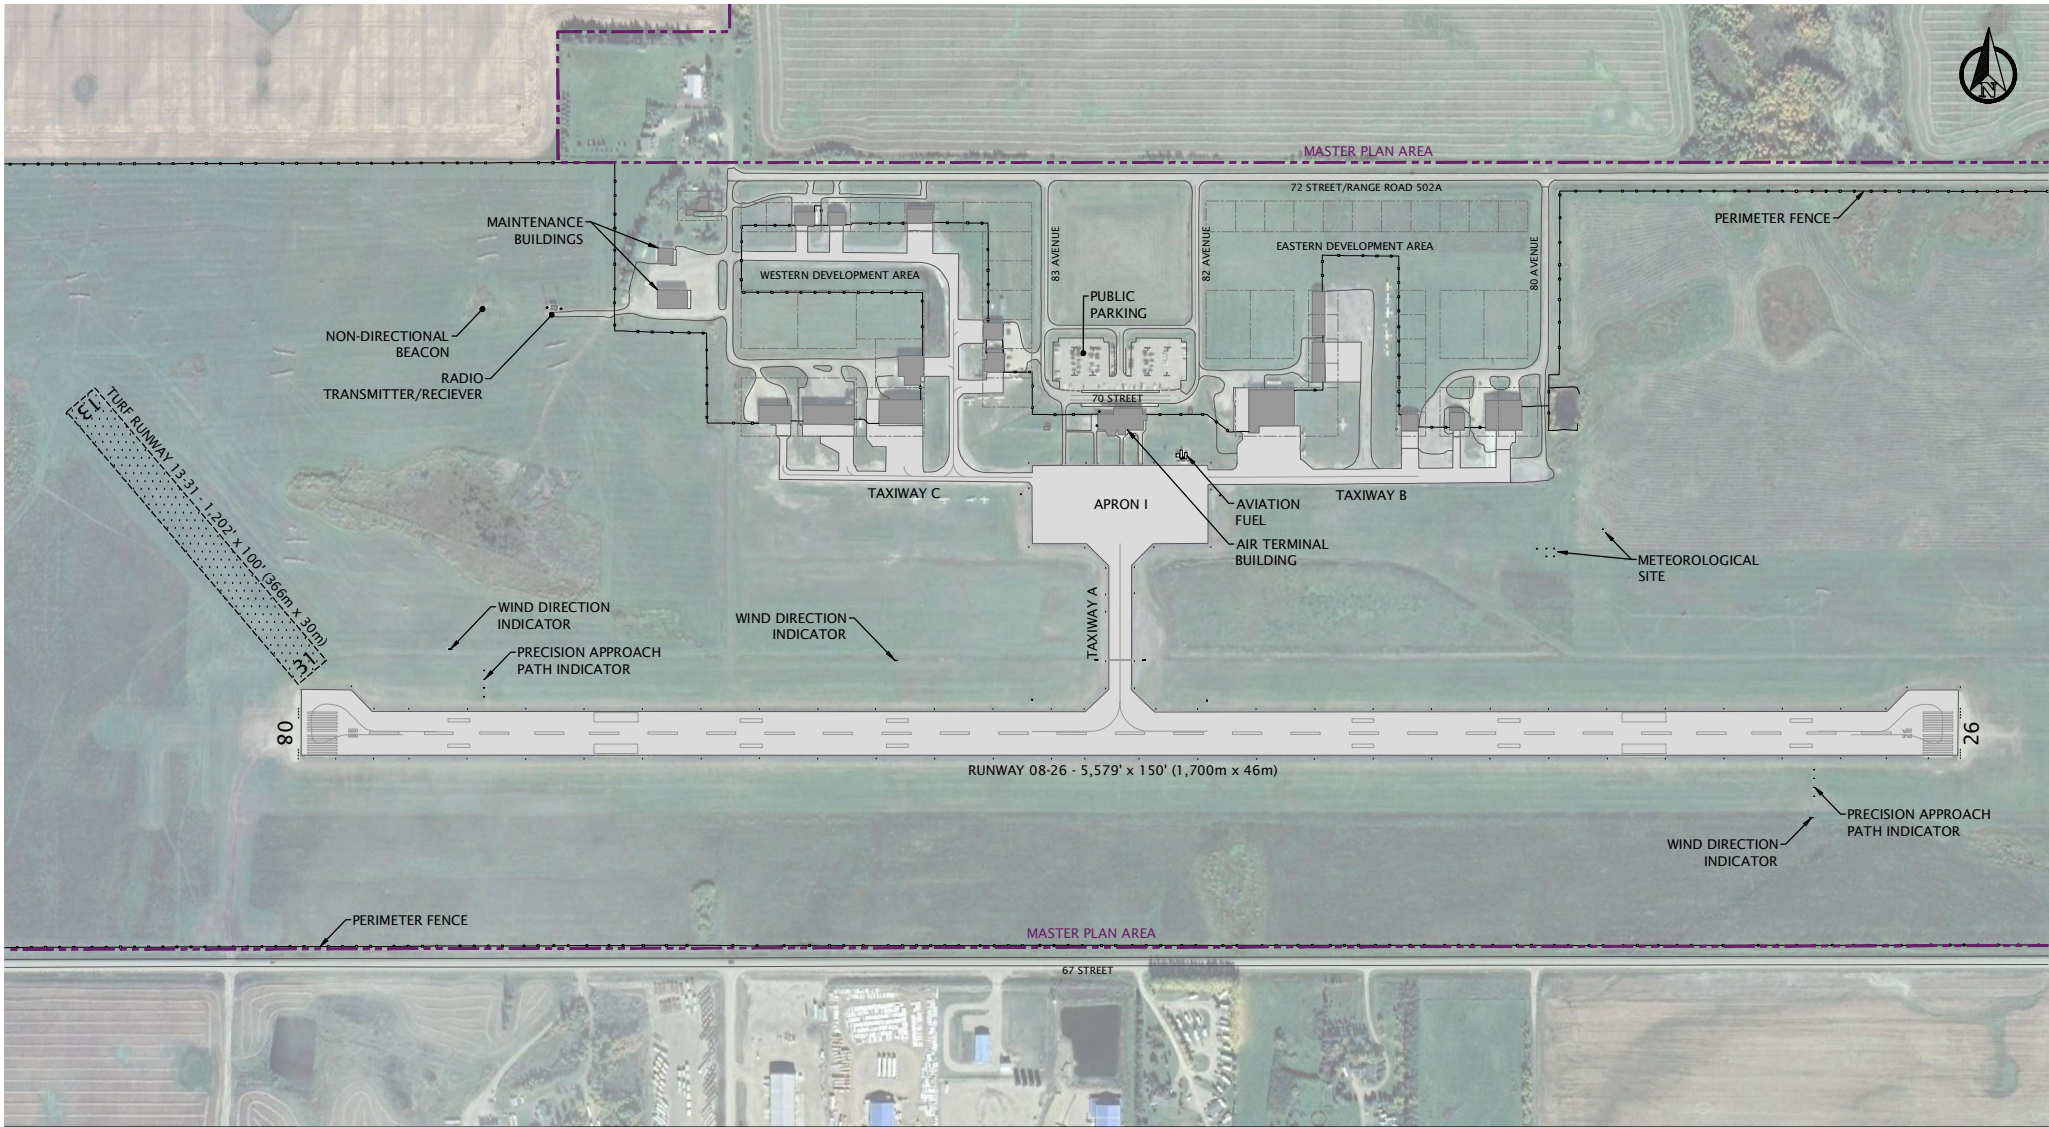 N
MASTER PLAN AREA
72 STREET/RANGE ROAD 502A
PERIMETER FENCE
MAINTENANCE
BUILDINGS
83 AVENUE
82 AVENUE
80 AVENUE
EASTERN DEVELOPMENT AREA
WESTERN DEVELOPMENT AREA
PUBLIC
PARKING
NON-DIRECTIONAL
BEACON
RADIO
TRANSMITTER/RECIEVER
70 STREET
13
TURF RUNWAY 13-31 - 1,202' x 100' (366m x 30m)
31
TAXIWAY C
APRON I
TAXIWAY B
AVIATION
FUEL
AIR TERMINAL
BUILDING
METEOROLOGICAL
SITE
TAXIWAY A
WIND DIRECTION
INDICATOR
WIND DIRECTION
INDICATOR
PRECISION APPROACH
PATH INDICATOR
08
26
RUNWAY 08-26 - 5,579' x 150' (1,700m x 46m)
PRECISION APPROACH
PATH INDICATOR
WIND DIRECTION
INDICATOR
PERIMETER FENCE
MASTER PLAN AREA
67 STREET